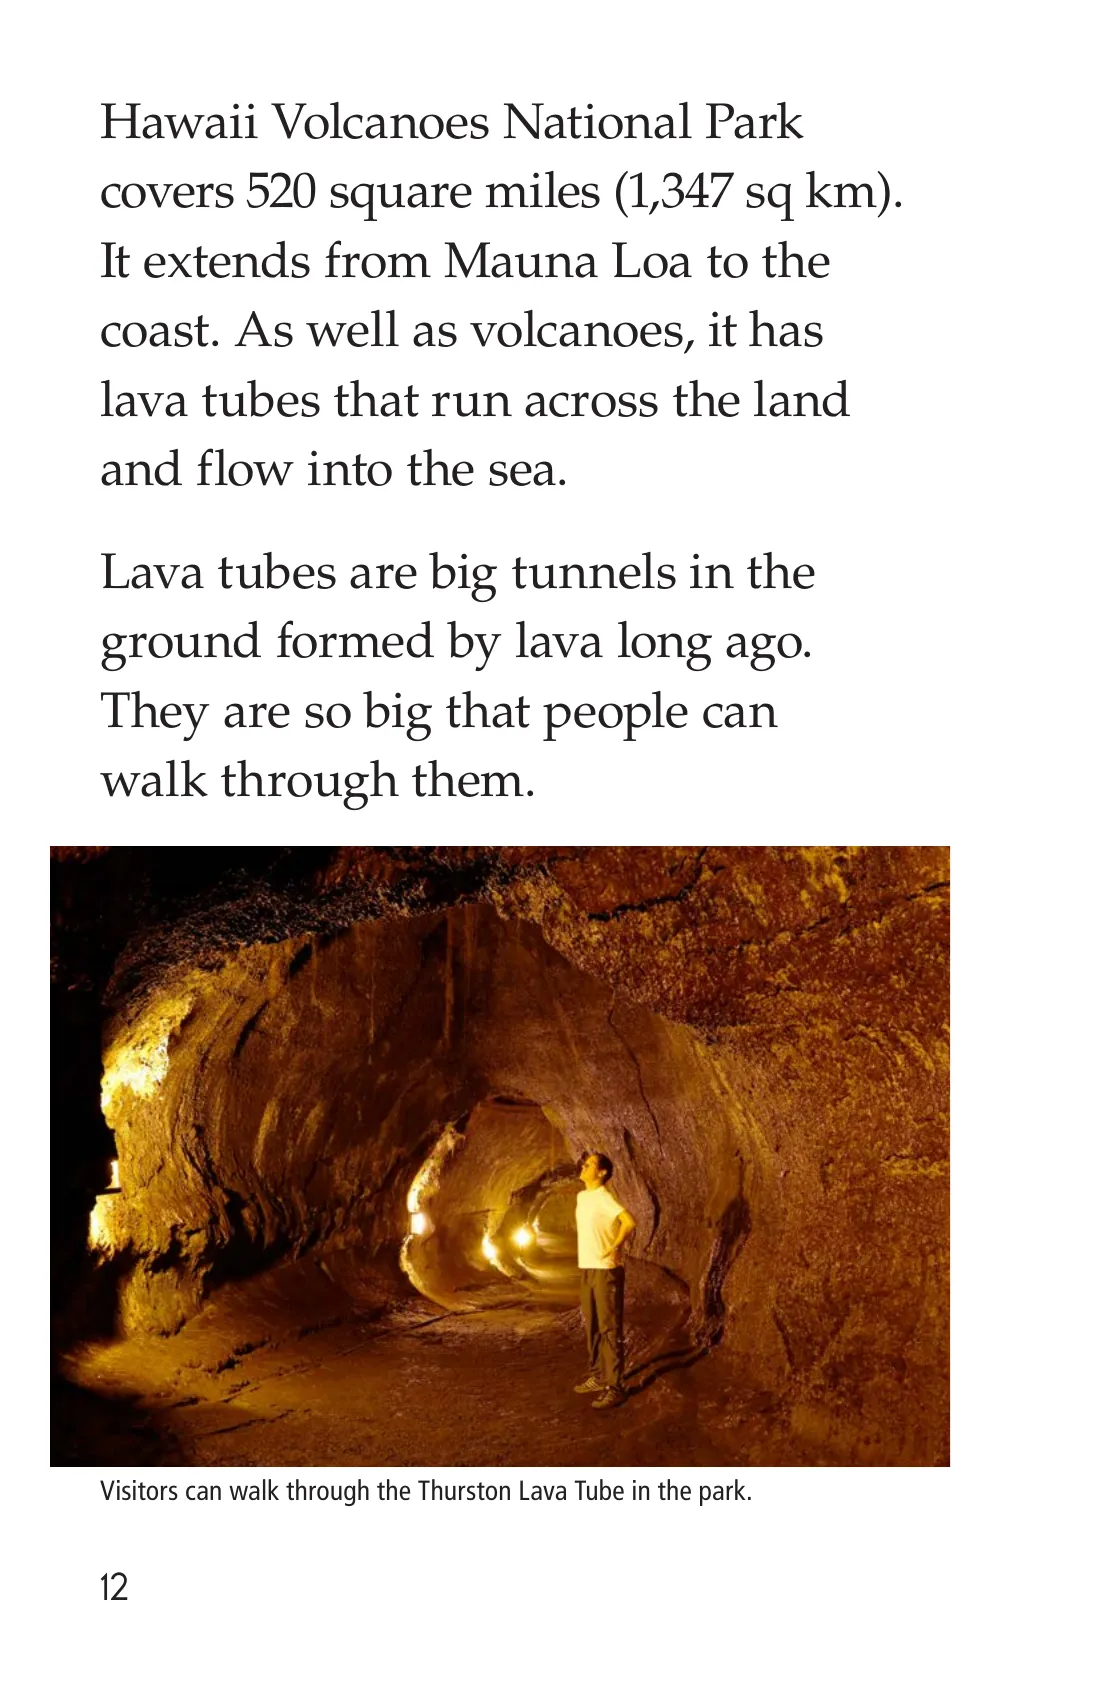 Hawaii Volcanoes National Park
covers 520 square miles (1,347 sq km).
It extends from Mauna Loa to the
coast. As well as volcanoes, it has
lava tubes that run across the land
and flow into the sea.
Lava tubes are big tunnels in the
ground formed by lava long ago.
They are so big that people can
walk through them.
Visitors can walk through the Thurston Lava Tube in the park.
12